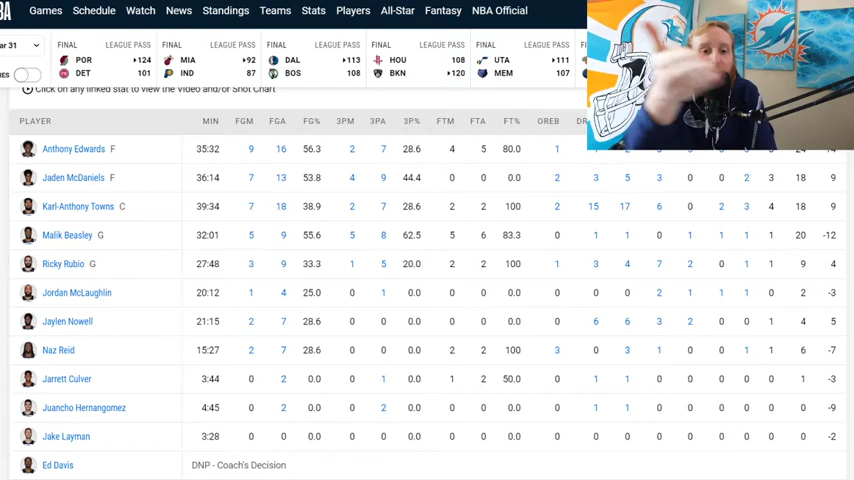 BA Games Schedule Watch News Standings Teams Stats Players All-Star Fantasy NBA Official
ar 31
RES
FINAL LEAGUE PASS
POR 124
DET 101
FINAL LEAGUE PASS
MIA 92
IND 87
FINAL LEAGUE PASS
DAL 113
BOS 108
FINAL LEAGUE PASS
HOU 108
BKN 120
FINAL LEAGUE PASS
UTA 111
MEM 107
FINAL
Click on any linked stat to view the video and/or Shot Chart
PLAYER MIN FGM FGA FG% 3PM 3PA 3P% FTM FTA FT% OREB
Anthony Edwards F 35:32 9 16 56.3 2 7 28.6 4 5 80.0 1
Jaden McDaniels F 36:14 7 13 53.8 4 9 44.4 0 0 0.0 2 3 5 3 0 0 2 3 18 9
Karl-Anthony Towns C 39:34 7 18 38.9 2 7 28.6 2 2 100 2 15 17 6 0 2 3 4 18 9
Malik Beasley G 32:01 5 9 55.6 5 8 62.5 5 6 83.3 0 1 1 0 1 1 1 1 20 -12
Ricky Rubio G 27:48 3 9 33.3 1 5 20.0 2 2 100 1 3 4 7 2 0 1 1 9 4
Jordan McLaughlin 20:12 1 4 25.0 0 1 0.0 0 0 0.0 0 0 0 2 1 1 1 0 2 -3
Jaylen Nowell 21:15 2 7 28.6 0 0 0.0 0 0 0.0 0 6 6 3 2 0 0 1 4 5
Naz Reid 15:27 2 7 28.6 0 0 0.0 2 2 100 3 0 3 1 0 0 1 1 6 -7
Jarrett Culver 3:44 0 2 0.0 0 1 0.0 1 2 50.0 0 1 1 0 0 0 0 0 1 -3
Juancho Hernangomez 4:45 0 2 0.0 0 2 0.0 0 0 0.0 0 1 1 0 0 0 0 0 0 -9
Jake Layman 3:28 0 0 0.0 0 0 0.0 0 0 0.0 0 0 0 0 0 0 0 0 0 -2
Ed Davis DNP - Coach's Decision